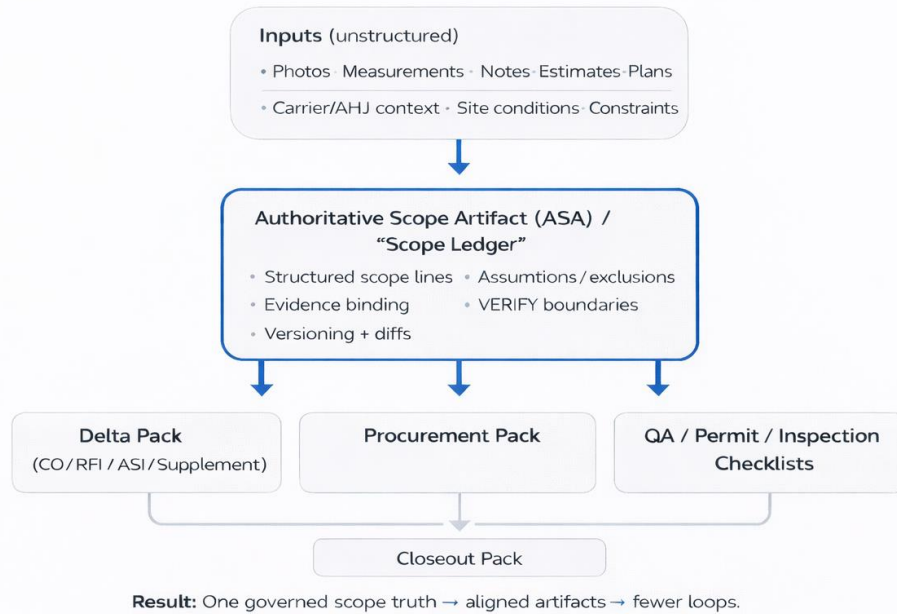 Inputs (unstructured)
• Photos · Measurements · Notes · Estimates · Plans
• Carrier/AHJ context • Site conditions · Constraints
Authoritative Scope Artifact (ASA) /
“Scope Ledger”
• Structured scope lines • Assumtions / exclusions
• Evidence binding • VERIFY boundaries
• Versioning + diffs
Delta Pack
(CO / RFI / ASI / Supplement)
Procurement Pack
QA / Permit / Inspection
Checklists
Closeout Pack
Result: One governed scope truth → aligned artifacts → fewer loops.